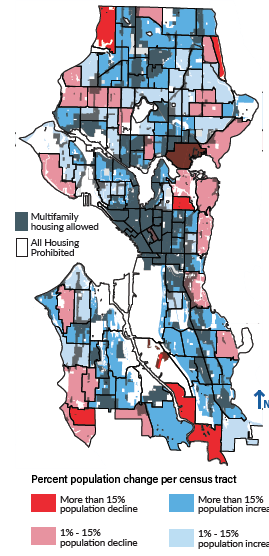 Multifamily
housing allowed
All Housing
Prohibited
N
Percent population change per census tract
More than 15%
population decline
More than 15%
population increa
1% - 15%
population decline
1% - 15%
population increa